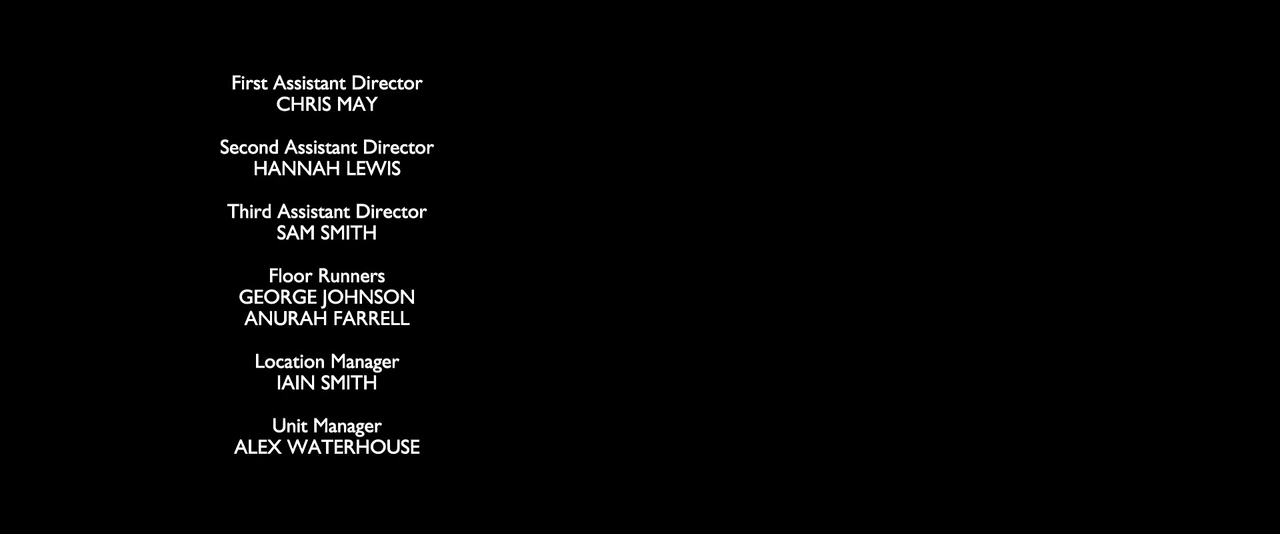 First Assistant Director
CHRIS MAY
Second Assistant Director
HANNAH LEWIS
Third Assistant Director
SAM SMITH
Floor Runners
GEORGE JOHNSON
ANURAH FARRELL
Location Manager
IAIN SMITH
Unit Manager
ALEX WATERHOUSE